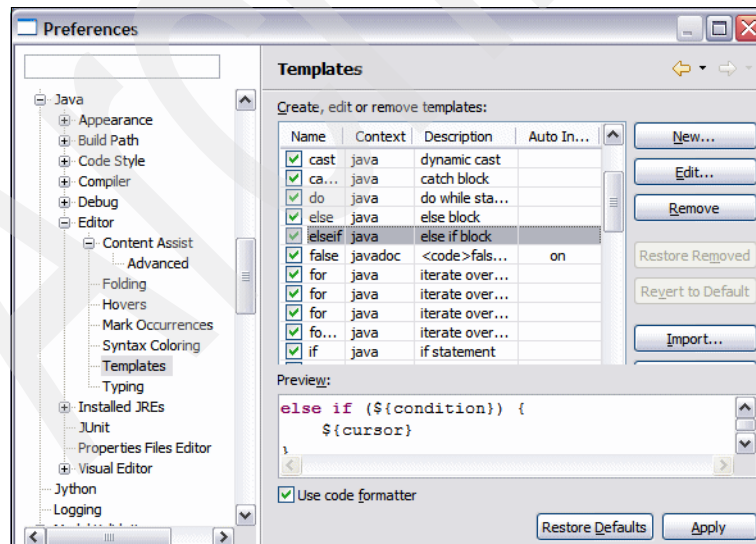 Preferences
Templates
Java
Appearance
Build Path
Code Style
Compiler
Debug
Editor
Content Assist
Advanced
Folding
Hovers
Mark Occurrences
Syntax Coloring
Templates
Typing
Installed JREs
JUnit
Properties Files Editor
Visual Editor
Jython
Logging
Create, edit or remove templates:
Name Context Description Auto In...
cast java dynamic cast
ca... java catch block
do java do while sta...
else java else block
elseif java else if block
false javadoc <code>fals... on
for java iterate over...
for java iterate over...
for java iterate over...
fo... java iterate over...
if java if statement
New...
Edit...
Remove
Restore Removed
Revert to Default
Import...
Preview:
else if (${condition}) {
${cursor}
}
Use code formatter
Restore Defaults
Apply